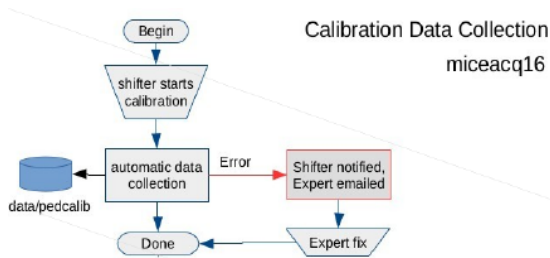 Calibration Data Collection
miceacq16
Begin
shifter starts
calibration
automatic data
collection
Error
Shifter notified,
Expert emailed
data/pedcalib
Done
Expert fix